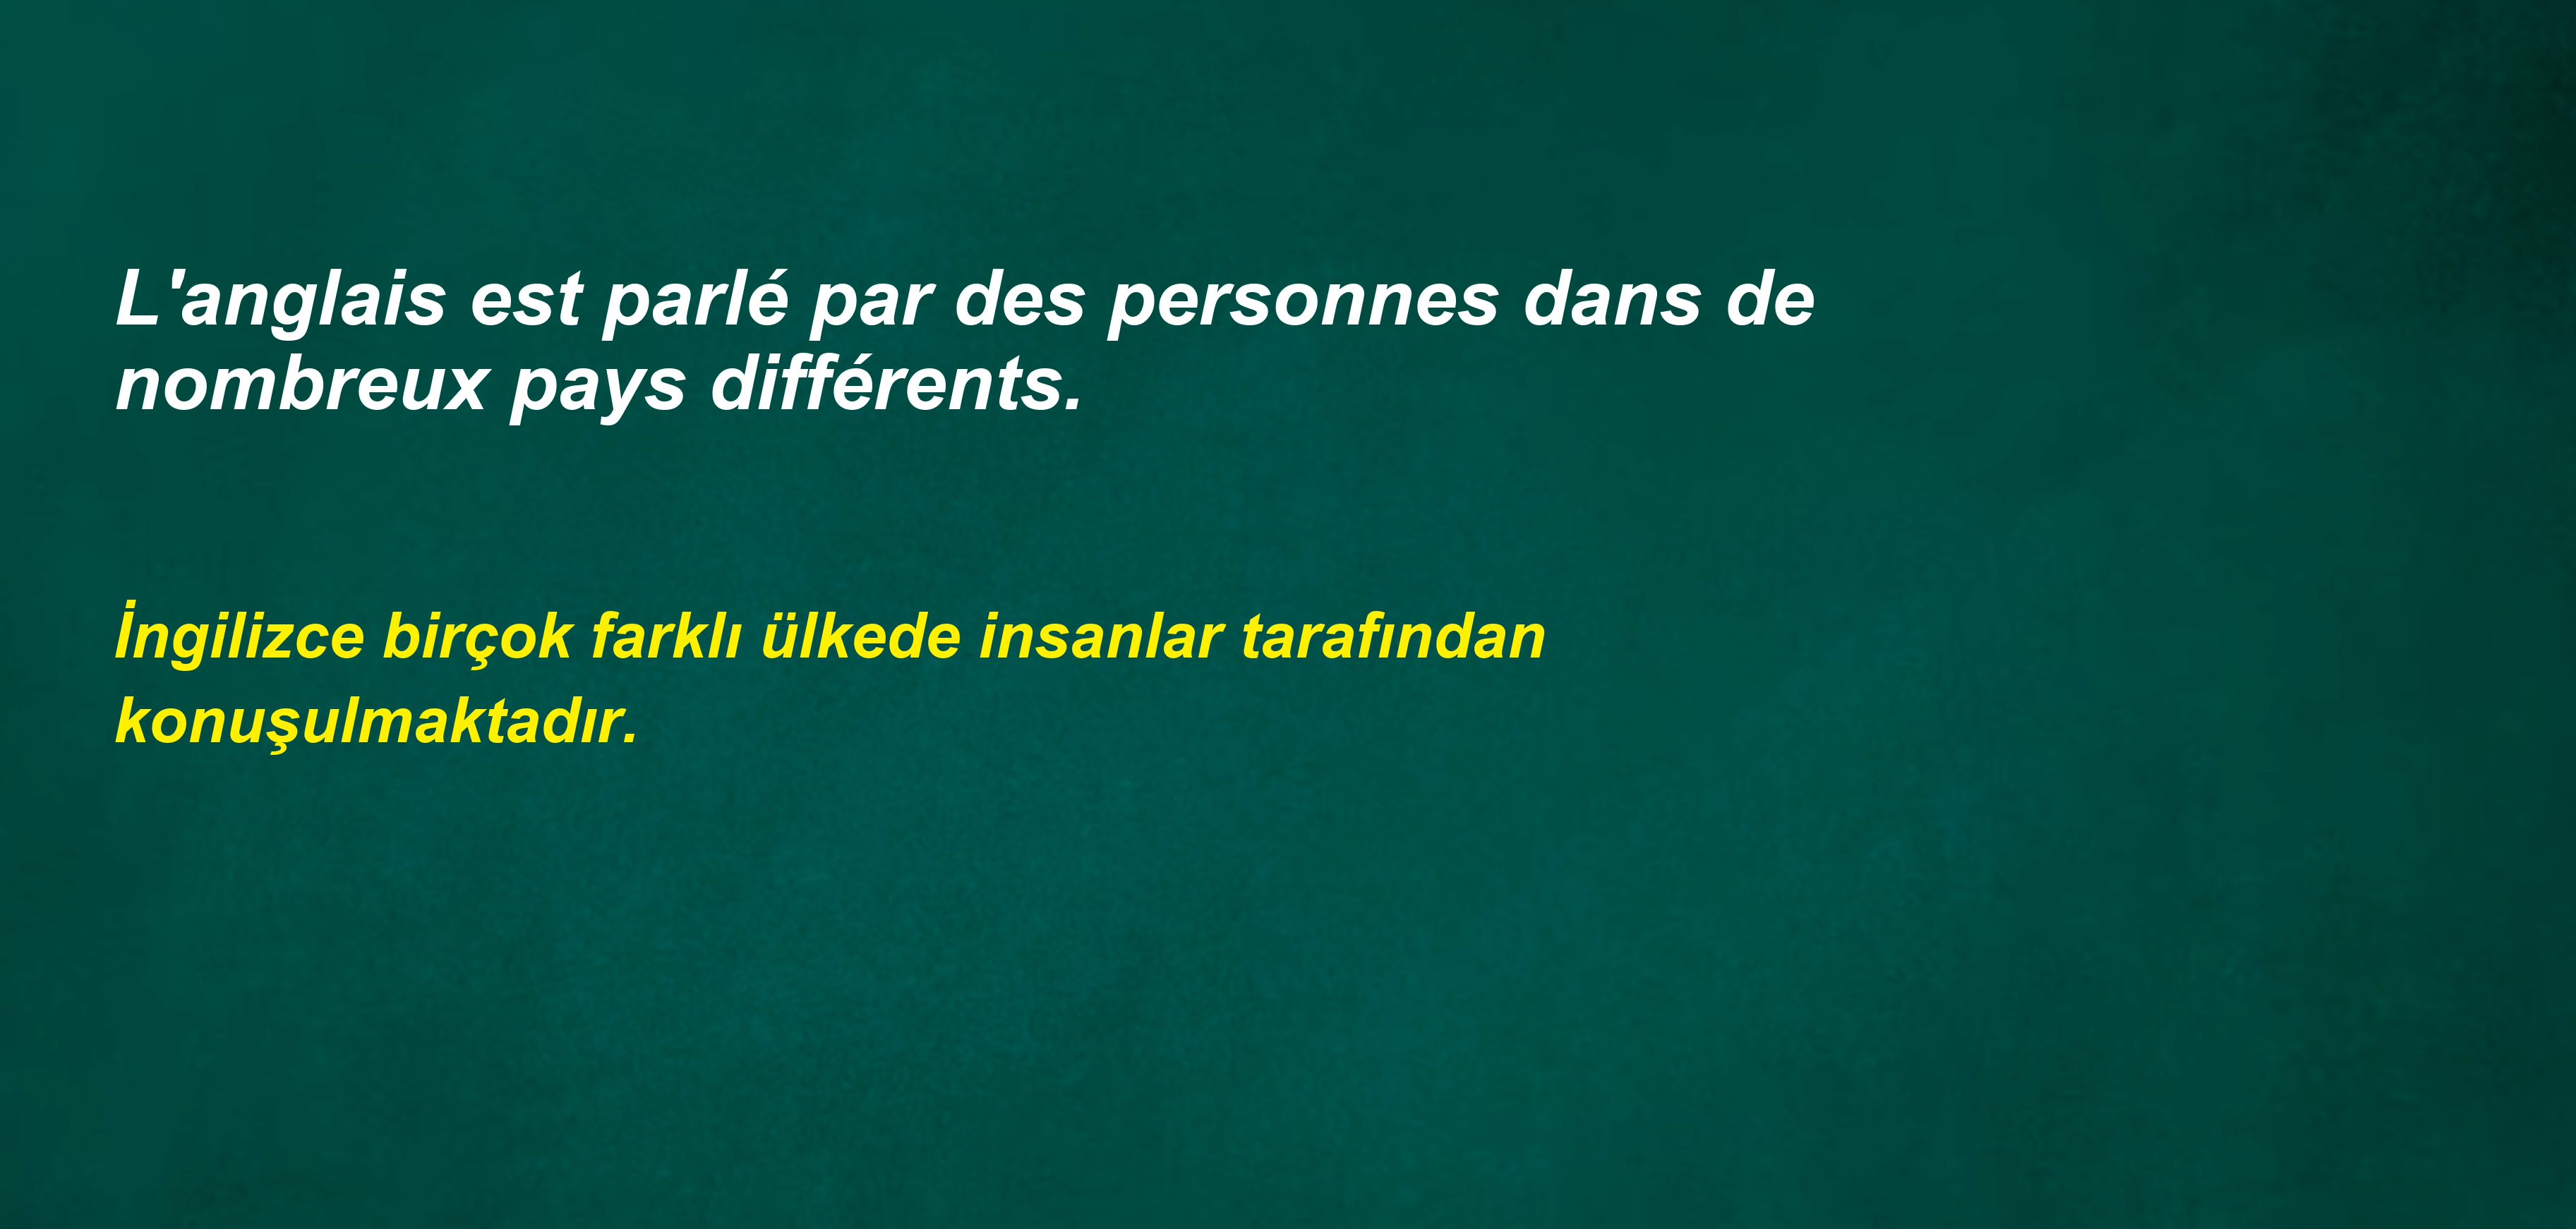 L'anglais est parlé par des personnes dans de
nombreux pays différents.
İngilizce birçok farklı ülkede insanlar tarafından
konuşulmaktadır.